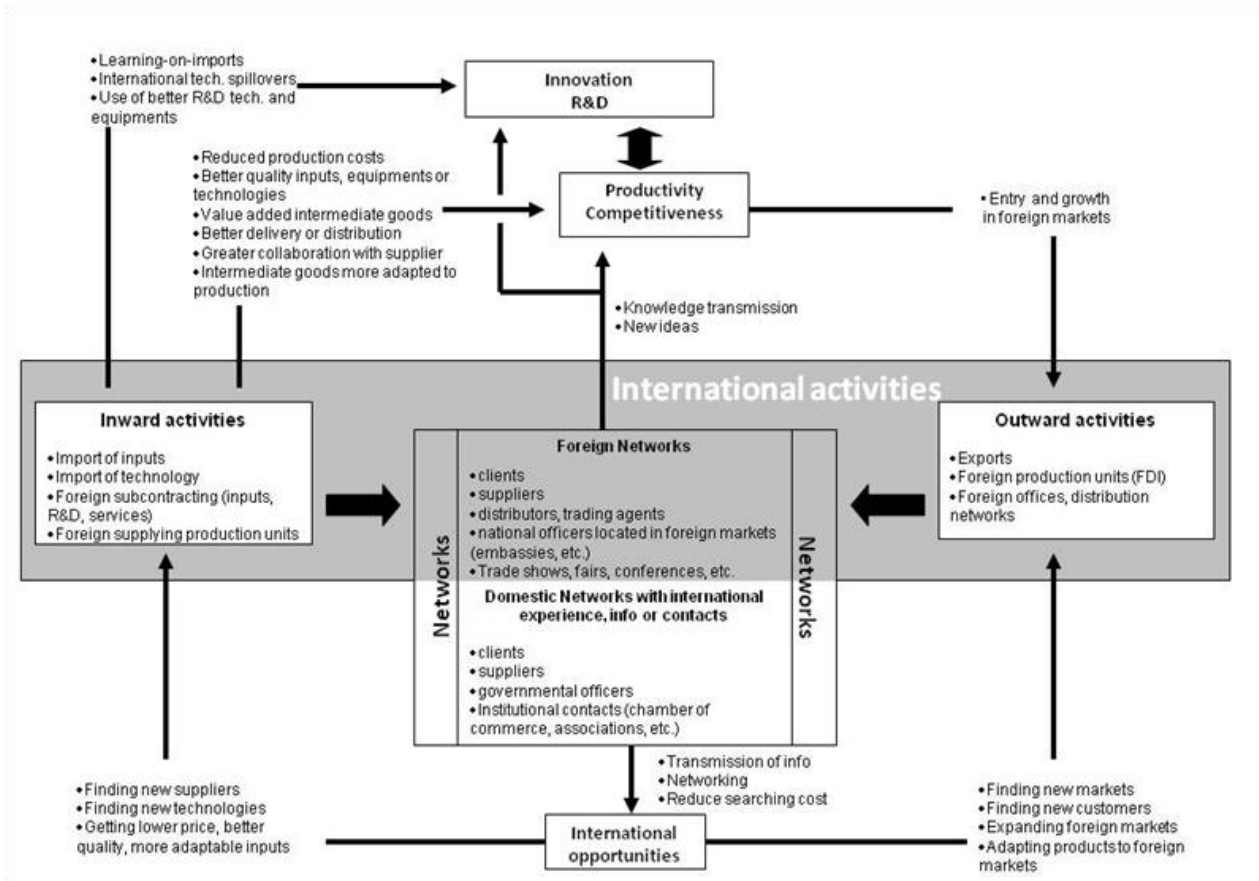 ◆Learning-on-imports
◆International tech. spillovers
◆Use of better R&D tech. and
equipments
Innovation
R&D
◆Reduced production costs
◆Better quality inputs, equipments or
technologies
◆Value added intermediate goods
◆Better delivery or distribution
◆Greater collaboration with supplier
◆Intermediate goods more adapted to
production
Productivity
Competitiveness
◆Entry and growth
in foreign markets
◆Knowledge transmission
◆New ideas
International activities
Inward activities
◆Import of inputs
◆Import of technology
◆Foreign subcontracting (inputs,
R&D, services)
◆Foreign supplying production units
Networks
Foreign Networks
◆clients
◆suppliers
◆distributors, trading agents
◆national officers located in foreign markets
(embassies, etc.)
◆Trade shows, fairs, conferences, etc.
Domestic Networks with international
experience, info or contacts
◆clients
◆suppliers
◆governmental officers
◆Institutional contacts (chamber of
commerce, associations, etc.)
Networks
Outward activities
◆Exports
◆Foreign production units (FDI)
◆Foreign offices, distribution
networks
◆Transmission of info
◆Networking
◆Reduce searching cost
◆Finding new suppliers
◆Finding new technologies
◆Getting lower price, better
quality, more adaptable inputs
International
opportunities
◆Finding new markets
◆Finding new customers
◆Expanding foreign markets
◆Adapting products to foreign
markets